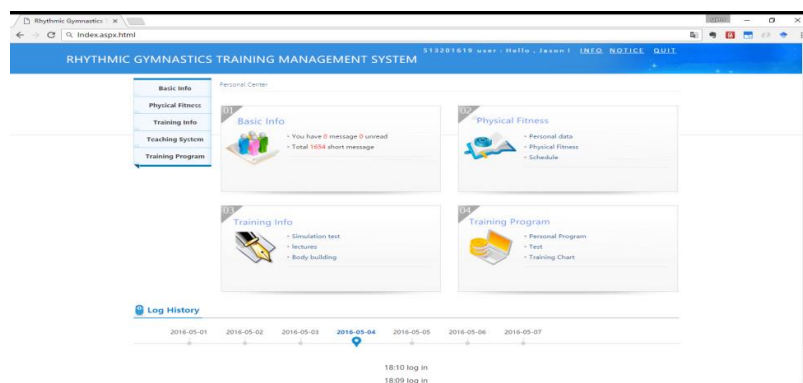 Rhythmic Gymnastics
Index.aspx.html
513201619 user : Hello , Jason ! INFO NOTICE QUIT
RHYTHMIC GYMNASTICS TRAINING MANAGEMENT SYSTEM
Basic Info
Physical Fitness
Training Info
Teaching System
Training Program
Personal Center
01
Basic Info
You have 0 message 0 unread
Total 1654 short message
02
Physical Fitness
Personal data
Physical Fitness
Schedule
03
Training Info
Simulation test
lectures
Body building
04
Training Program
Personal Program
Test
Training Chart
Log History
2016-05-01 2016-05-02 2016-05-03 2016-05-04 2016-05-05 2016-05-06 2016-05-07
18:10 log in
18:09 log in